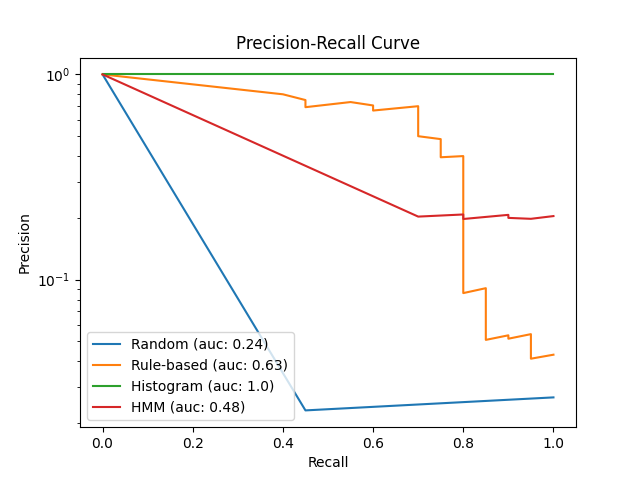 Precision-Recall Curve
Precision
10⁰
10⁻¹
Random (auc: 0.24)
Rule-based (auc: 0.63)
Histogram (auc: 1.0)
HMM (auc: 0.48)
0.0 0.2 0.4 0.6 0.8 1.0
Recall